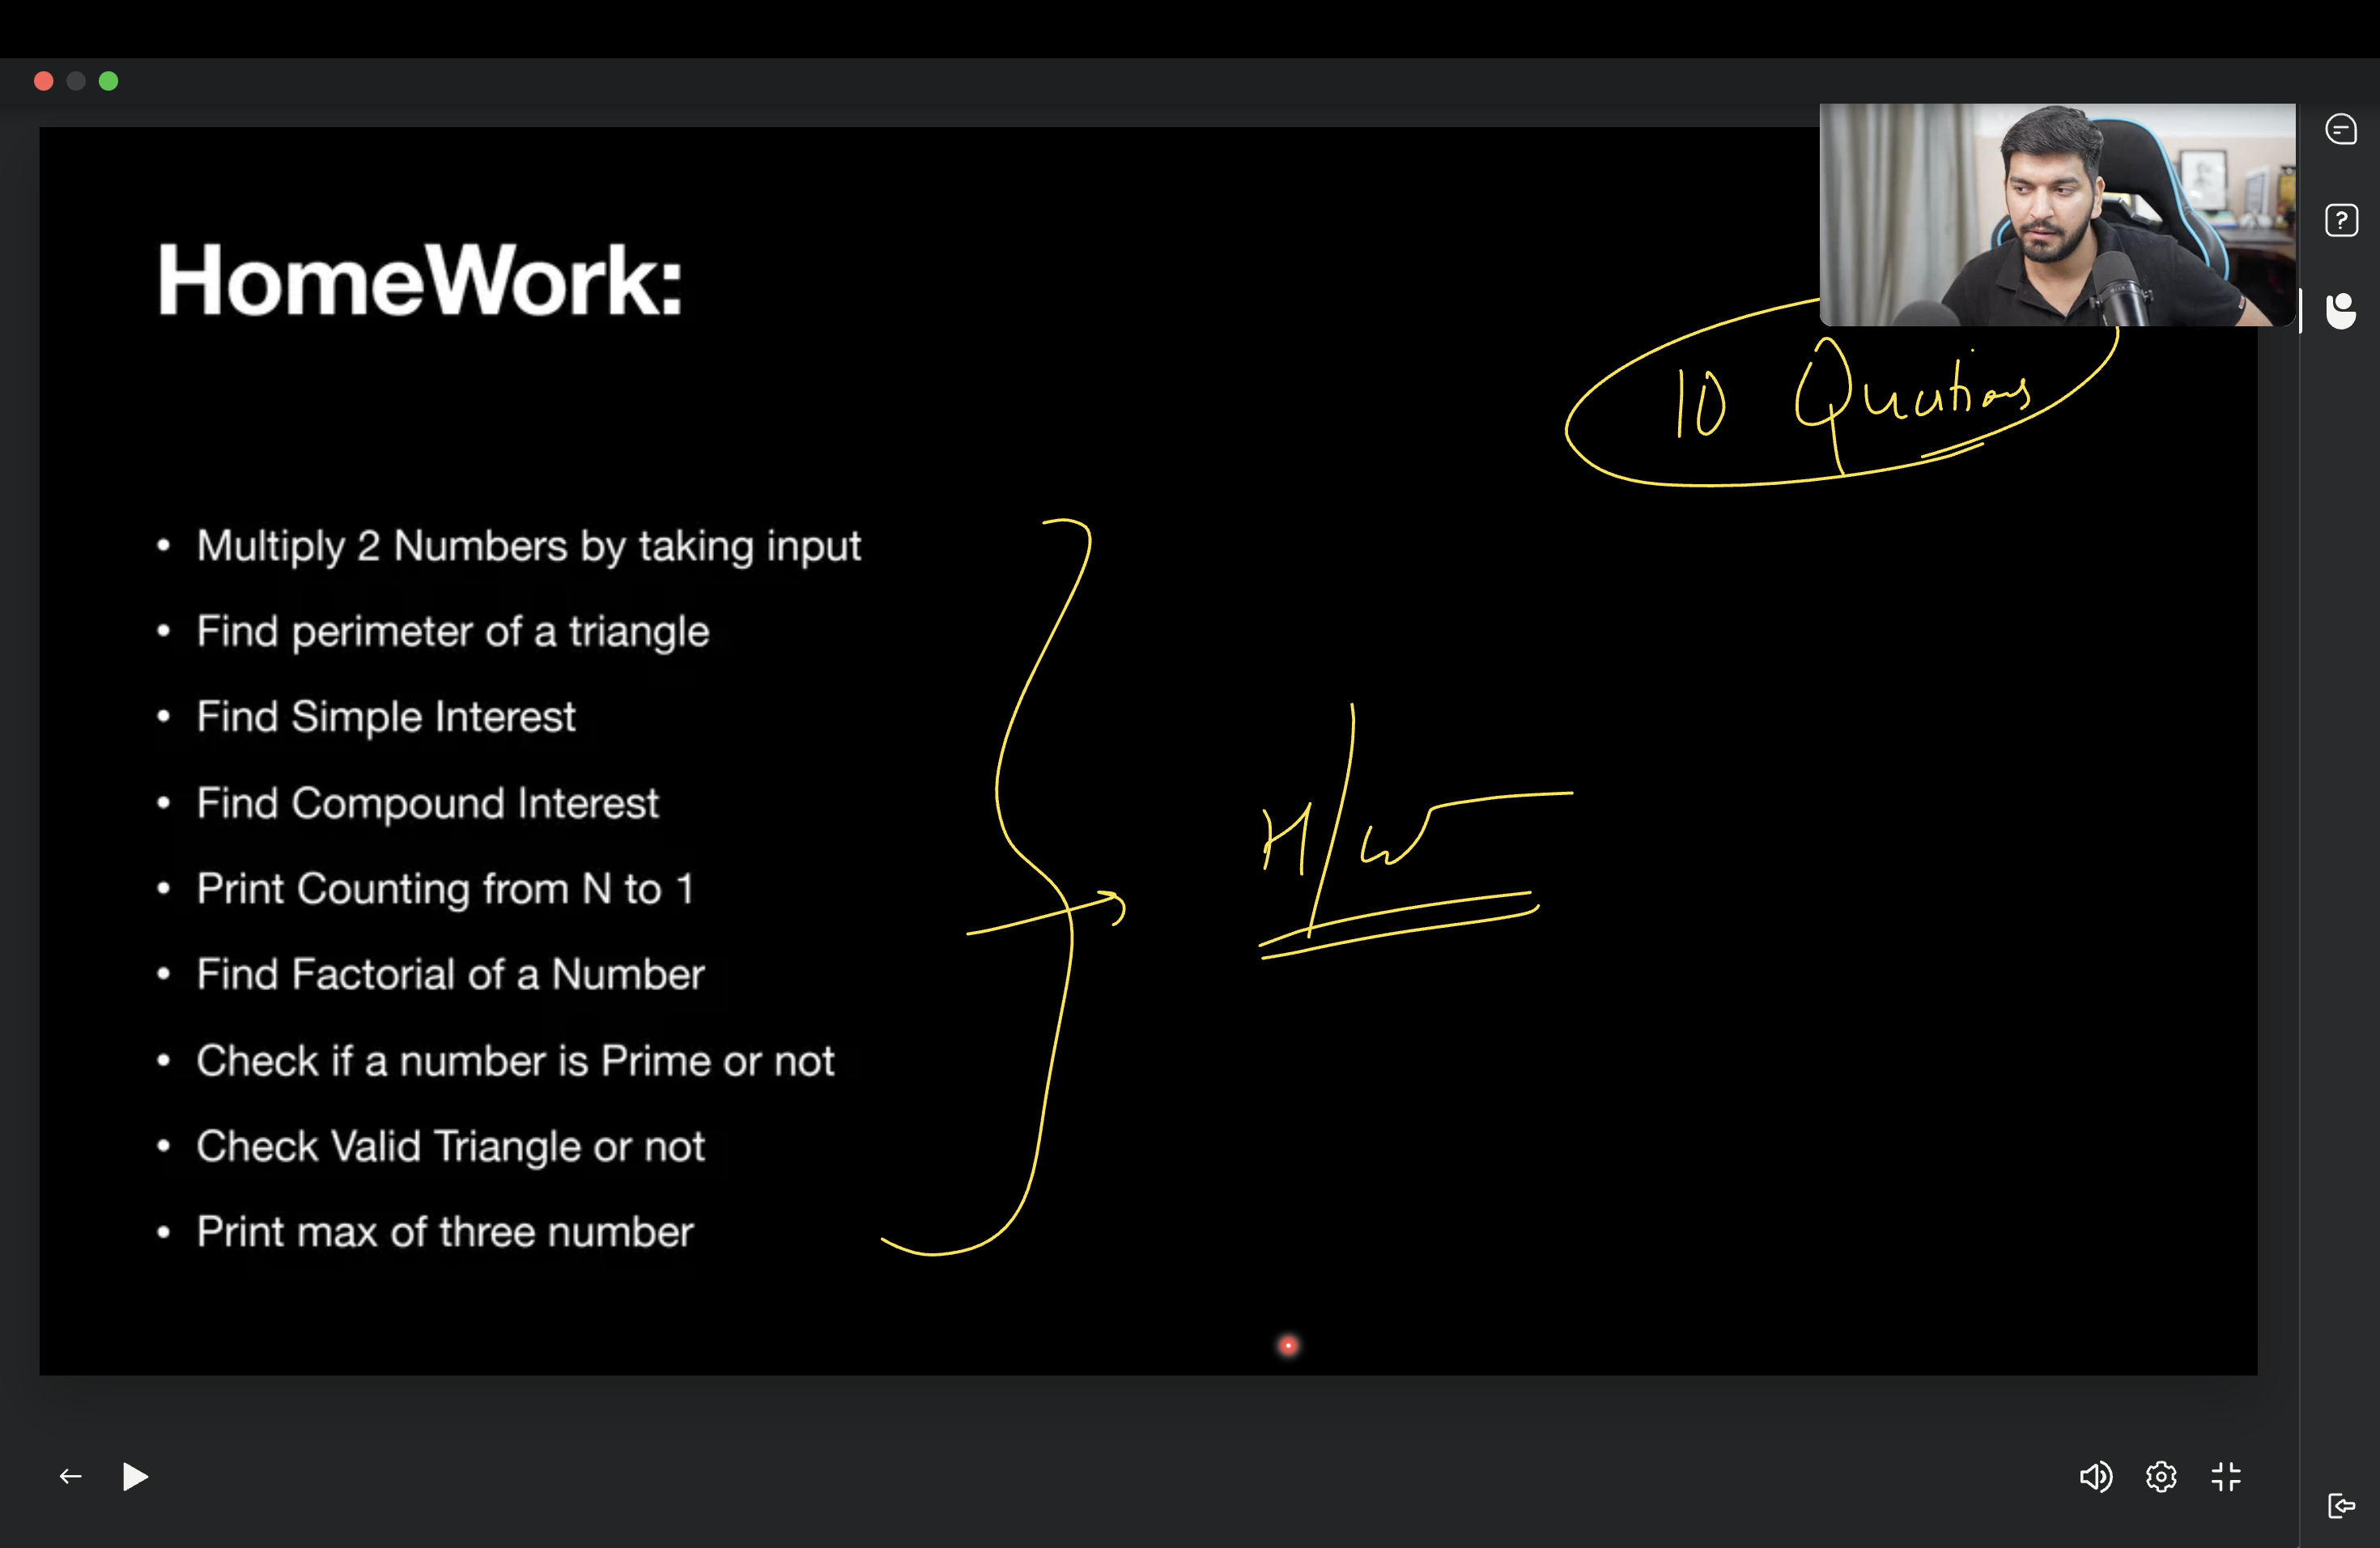 HomeWork:
10 Questions
• Multiply 2 Numbers by taking input
• Find perimeter of a triangle
• Find Simple Interest
• Find Compound Interest
• Print Counting from N to 1
• Find Factorial of a Number
• Check if a number is Prime or not
• Check Valid Triangle or not
• Print max of three number
H/W